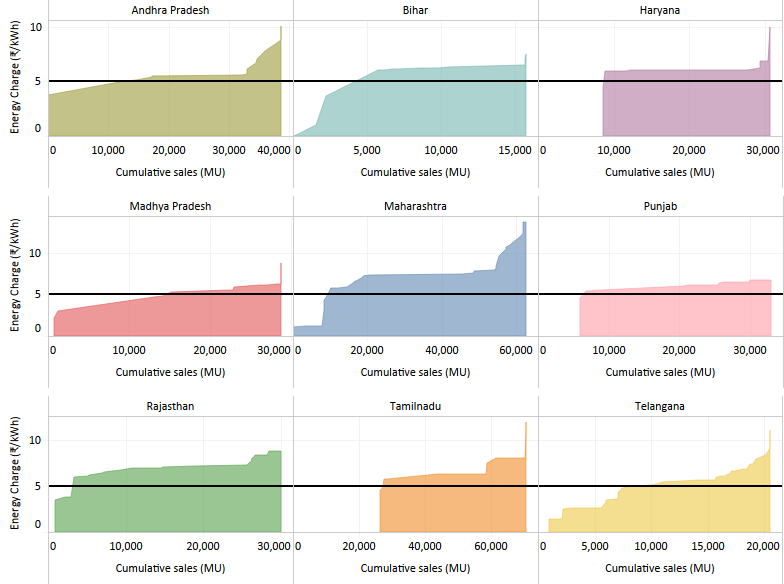 Andhra Pradesh Bihar Haryana
Energy Charge (₹/kWh)
10
5
0
0 10,000 20,000 30,000 40,000 0 5,000 10,000 15,000 0 10,000 20,000 30,000
Cumulative sales (MU) Cumulative sales (MU) Cumulative sales (MU)
Madhya Pradesh Maharashtra Punjab
Energy Charge (₹/kWh)
10
5
0
0 10,000 20,000 30,000 0 20,000 40,000 60,000 0 10,000 20,000 30,000
Cumulative sales (MU) Cumulative sales (MU) Cumulative sales (MU)
Rajasthan Tamilnadu Telangana
Energy Charge (₹/kWh)
10
5
0
0 10,000 20,000 30,000 0 20,000 40,000 60,000 0 5,000 10,000 15,000 20,000
Cumulative sales (MU) Cumulative sales (MU) Cumulative sales (MU)